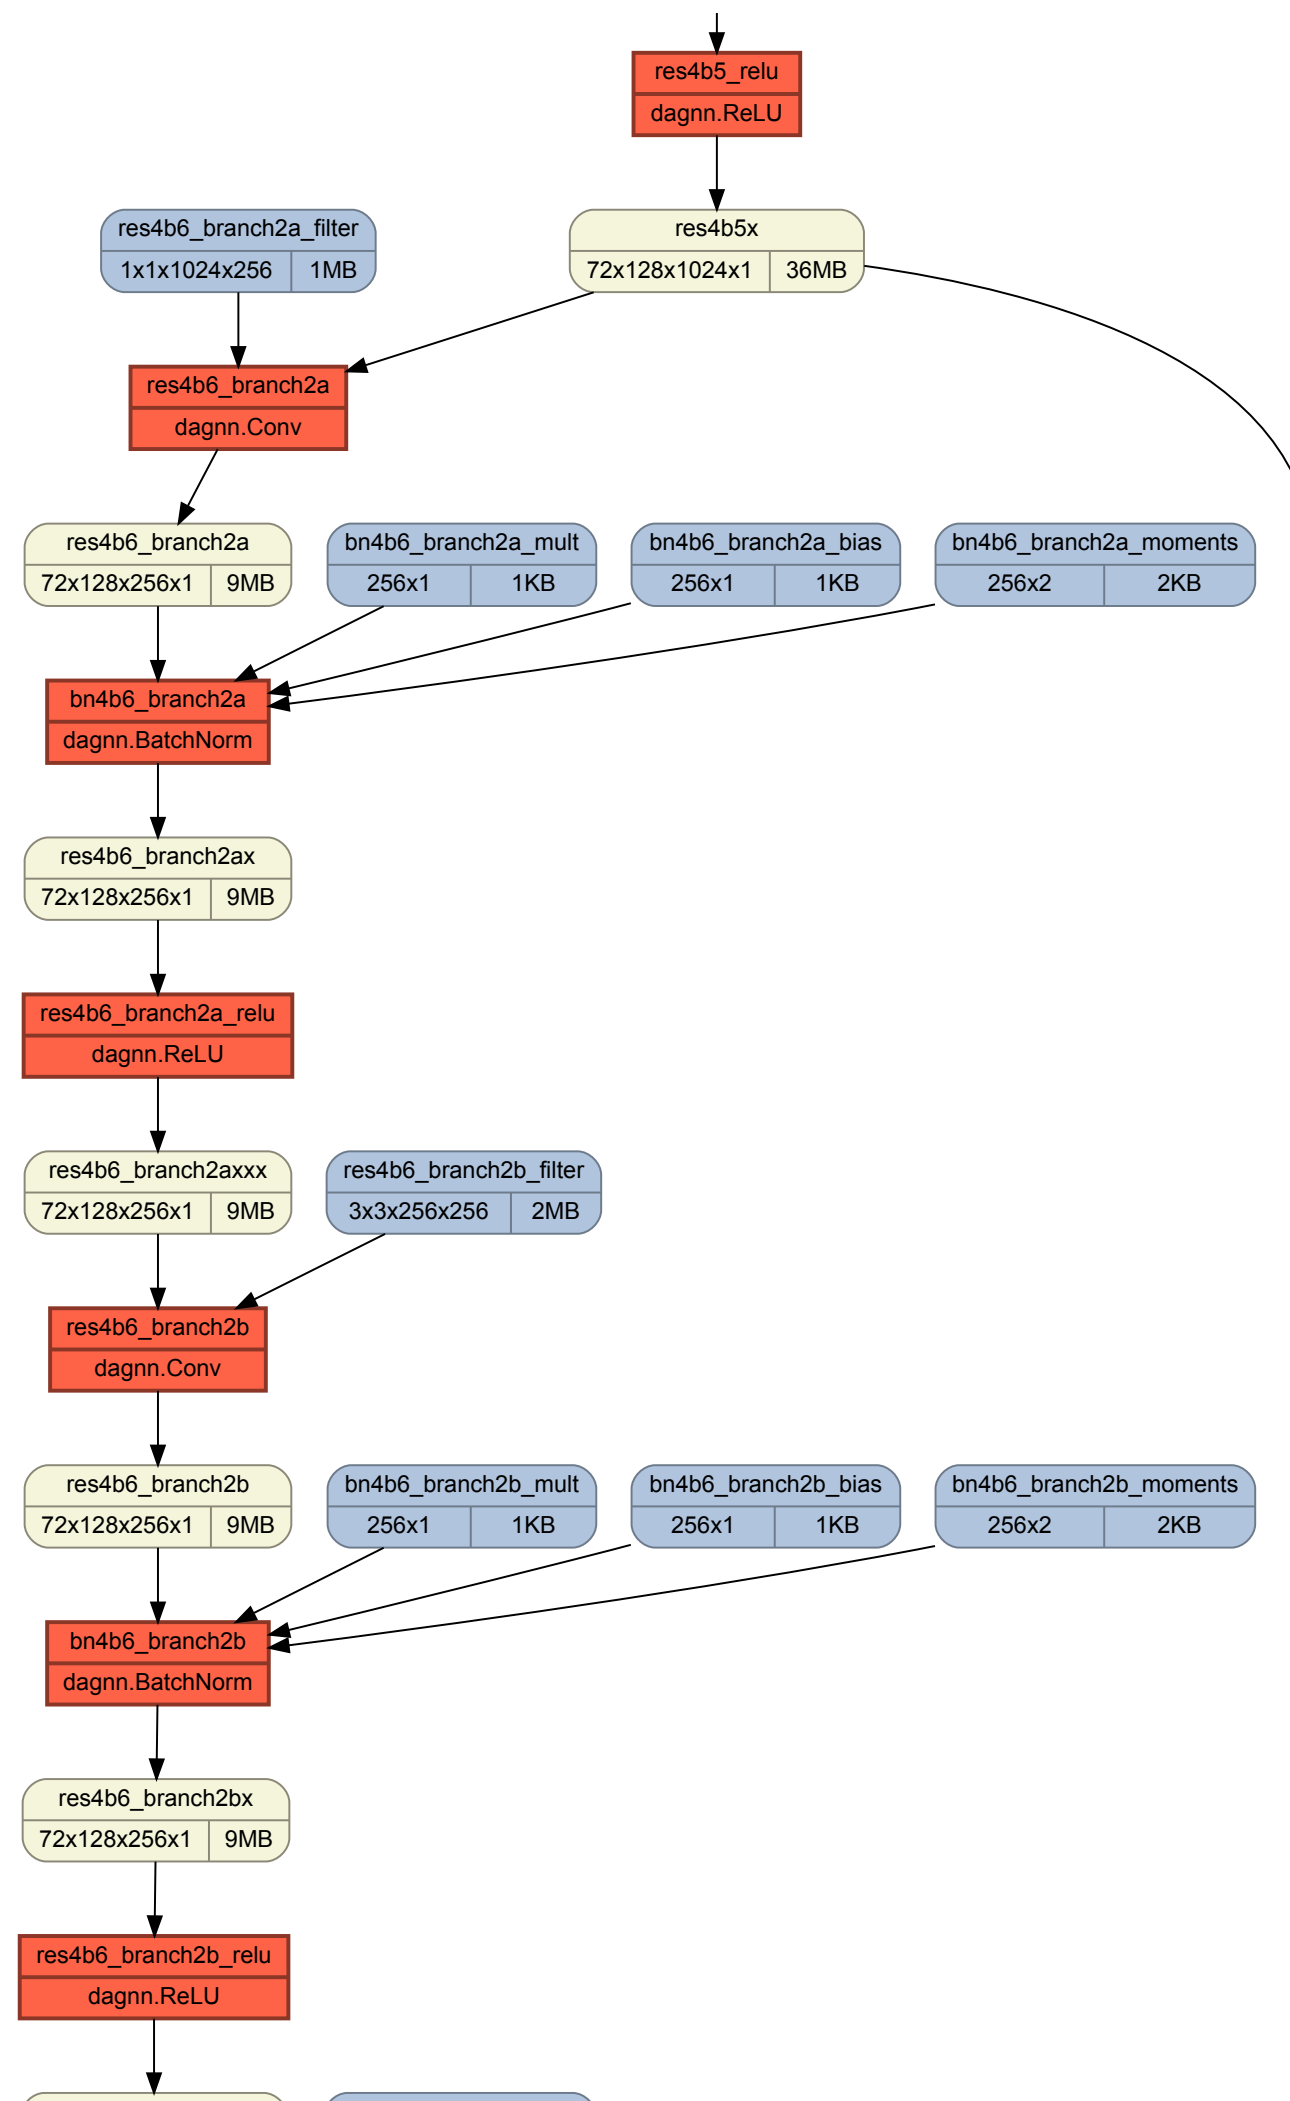 res4b5_relu
dagnn.ReLU
res4b6_branch2a_filter
1x1x1024x256 1MB
res4b5x
72x128x1024x1 36MB
res4b6_branch2a
dagnn.Conv
res4b6_branch2a
72x128x256x1 9MB
bn4b6_branch2a_mult
256x1 1KB
bn4b6_branch2a_bias
256x1 1KB
bn4b6_branch2a_moments
256x2 2KB
bn4b6_branch2a
dagnn.BatchNorm
res4b6_branch2ax
72x128x256x1 9MB
res4b6_branch2a_relu
dagnn.ReLU
res4b6_branch2axxx
72x128x256x1 9MB
res4b6_branch2b_filter
3x3x256x256 2MB
res4b6_branch2b
dagnn.Conv
res4b6_branch2b
72x128x256x1 9MB
bn4b6_branch2b_mult
256x1 1KB
bn4b6_branch2b_bias
256x1 1KB
bn4b6_branch2b_moments
256x2 2KB
bn4b6_branch2b
dagnn.BatchNorm
res4b6_branch2bx
72x128x256x1 9MB
res4b6_branch2b_relu
dagnn.ReLU